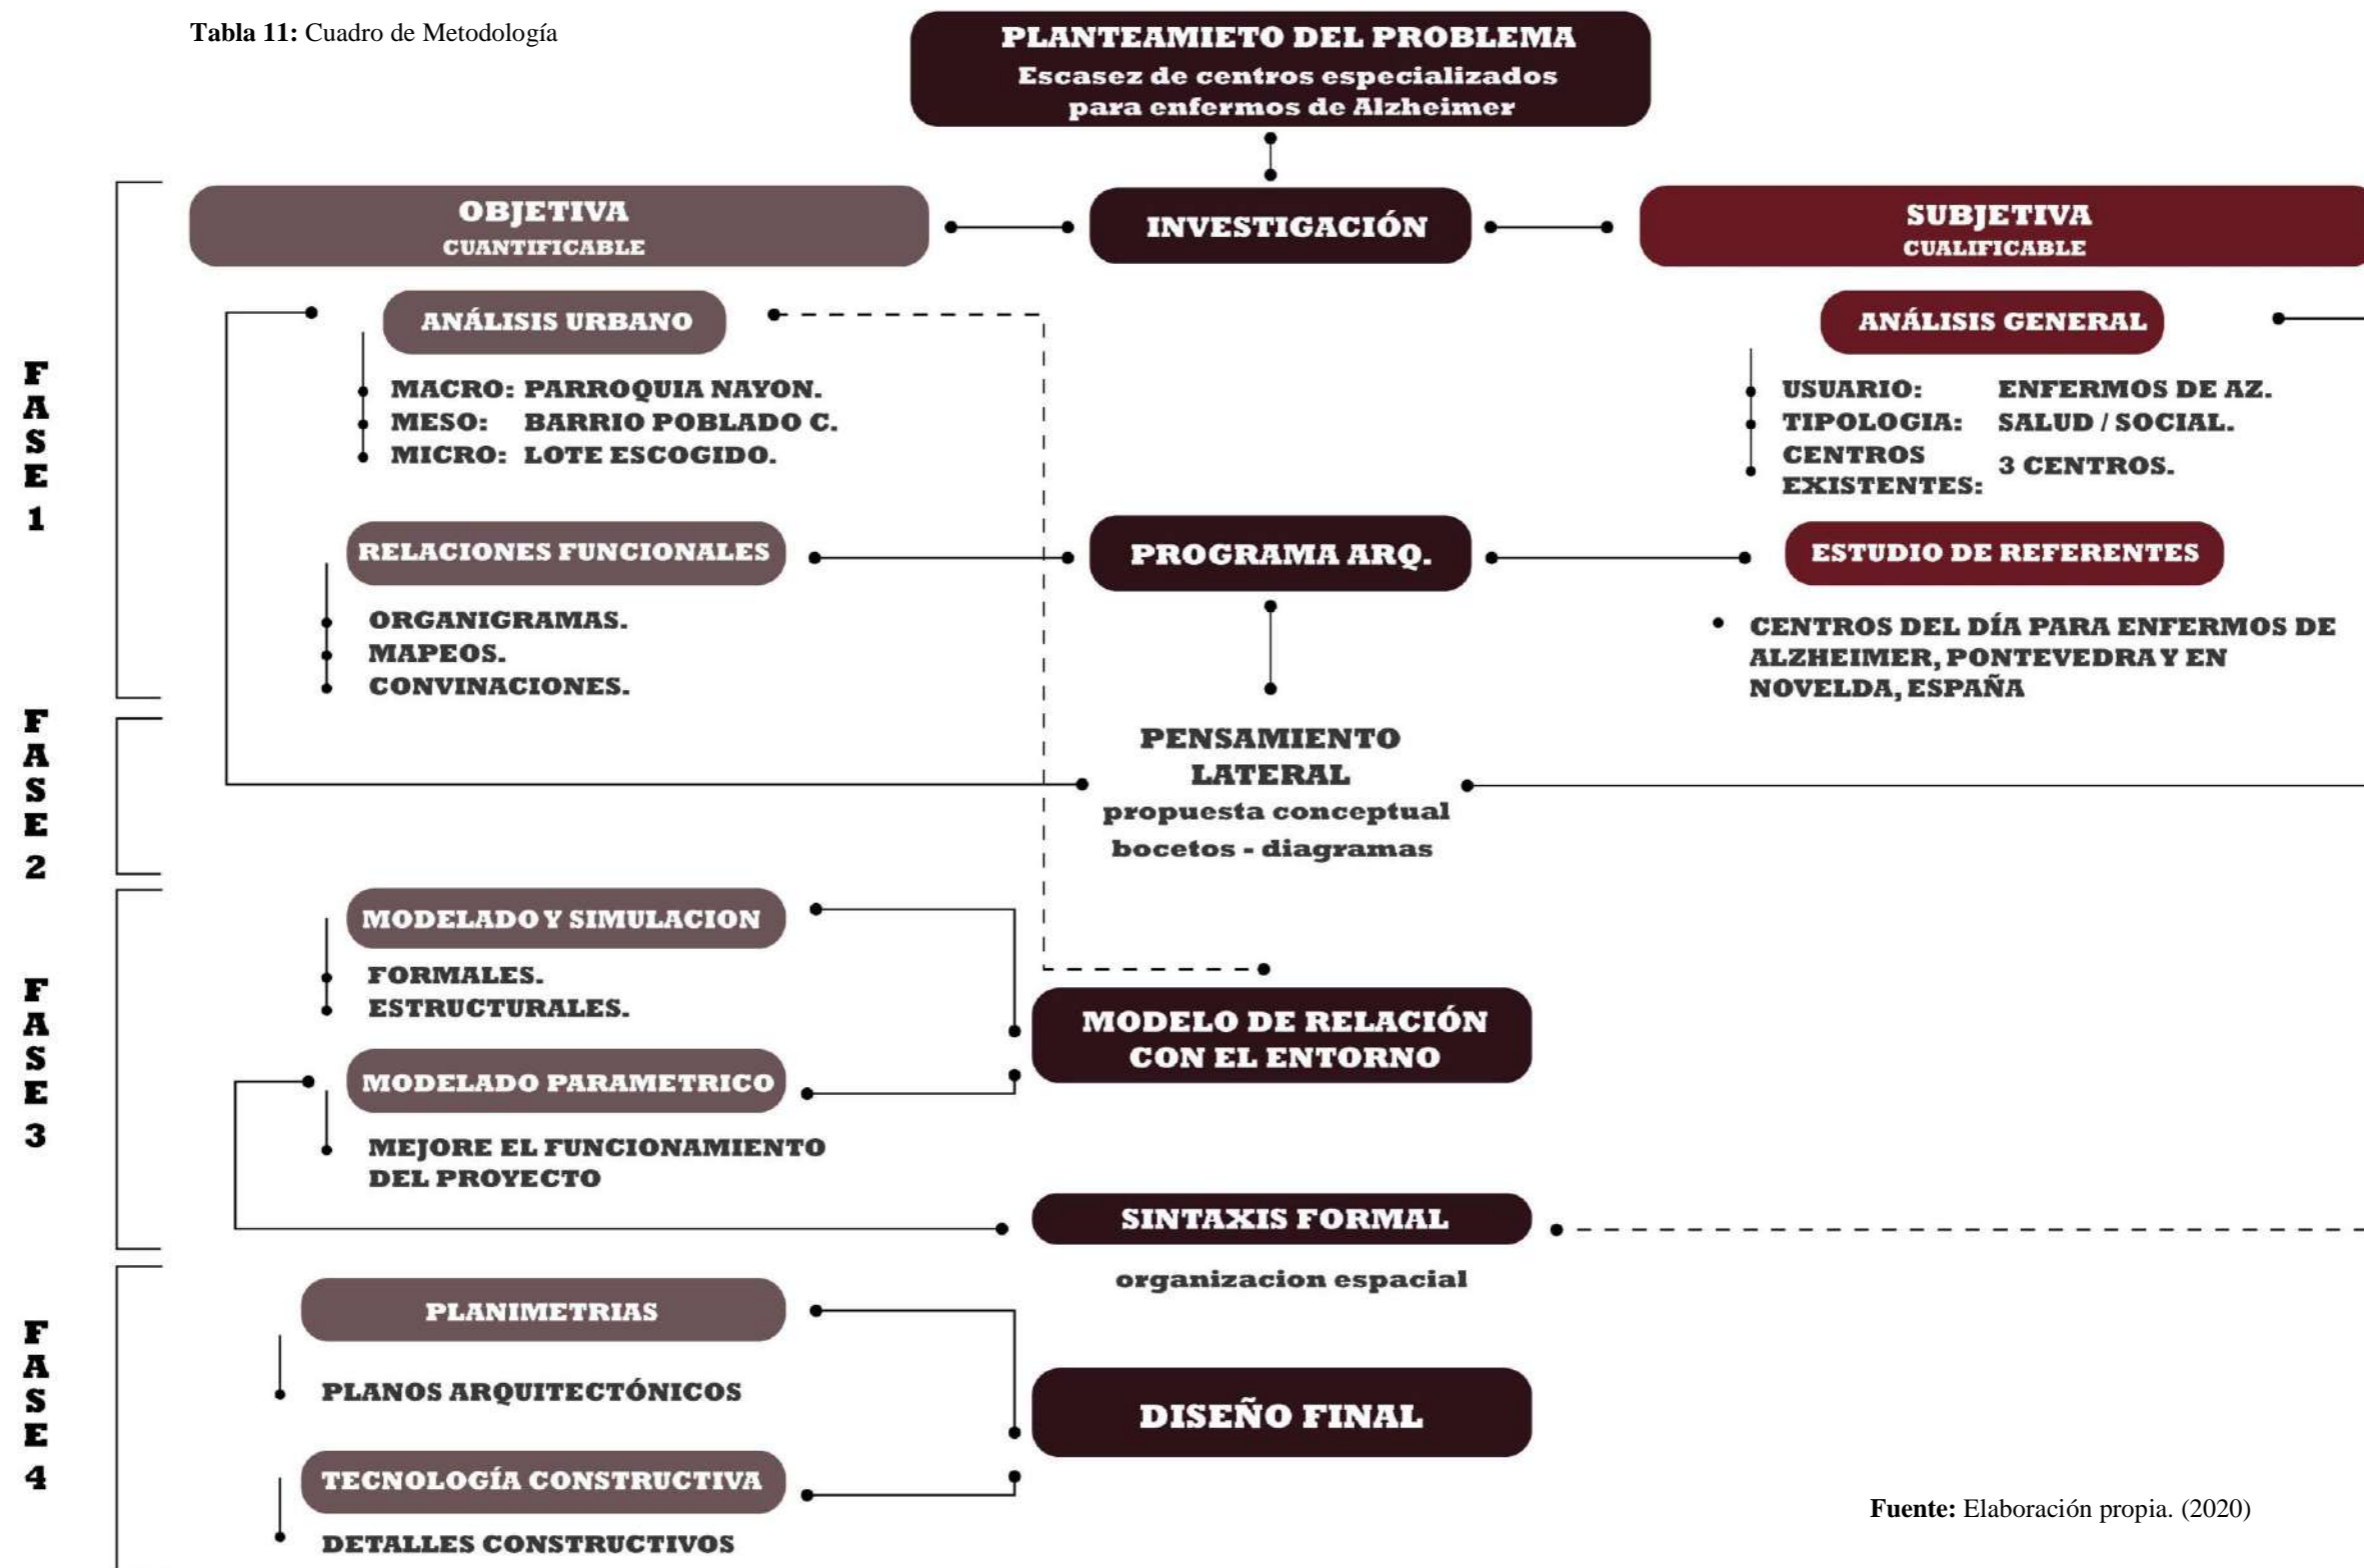 Tabla 11: Cuadro de Metodología
PLANTEAMIETO DEL PROBLEMA
Escasez de centros especializados
para enfermos de Alzheimer
OBJETIVA
CUANTIFICABLE
INVESTIGACIÓN
SUBJETIVA
CUALIFICABLE
FASE 1
ANÁLISIS URBANO
MACRO: PARROQUIA NAYON.
MESO: BARRIO POBLADO C.
MICRO: LOTE ESCOGIDO.
ANÁLISIS GENERAL
USUARIO: ENFERMOS DE AZ.
TIPOLOGIA: SALUD / SOCIAL.
CENTROS
EXISTENTES: 3 CENTROS.
RELACIONES FUNCIONALES
ORGANIGRAMAS.
MAPEOS.
CONVINACIONES.
PROGRAMA ARQ.
ESTUDIO DE REFERENTES
CENTROS DEL DÍA PARA ENFERMOS DE
ALZHEIMER, PONTEVEDRA Y EN
NOVELDA, ESPAÑA
FASE 2
PENSAMIENTO
LATERAL
propuesta conceptual
bocetos - diagramas
FASE 3
MODELADO Y SIMULACION
FORMALES.
ESTRUCTURALES.
MODELO DE RELACIÓN
CON EL ENTORNO
MODELADO PARAMETRICO
MEJORE EL FUNCIONAMIENTO
DEL PROYECTO
SINTAXIS FORMAL
organizacion espacial
FASE 4
PLANIMETRIAS
PLANOS ARQUITECTÓNICOS
DISEÑO FINAL
TECNOLOGÍA CONSTRUCTIVA
DETALLES CONSTRUCTIVOS
Fuente: Elaboración propia. (2020)